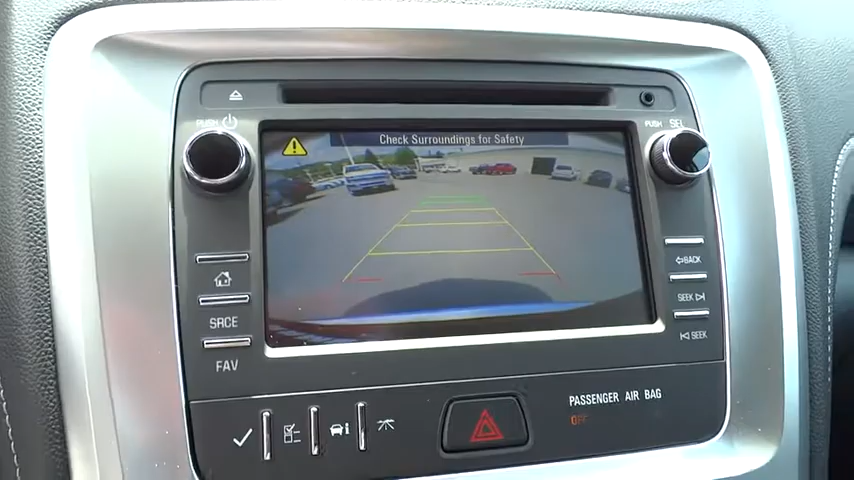 PUSH
Check Surroundings for Safety
PUSH SEL
BACK
SEEK
SRCE
SEEK
FAV
PASSENGER AIR BAG
OFF